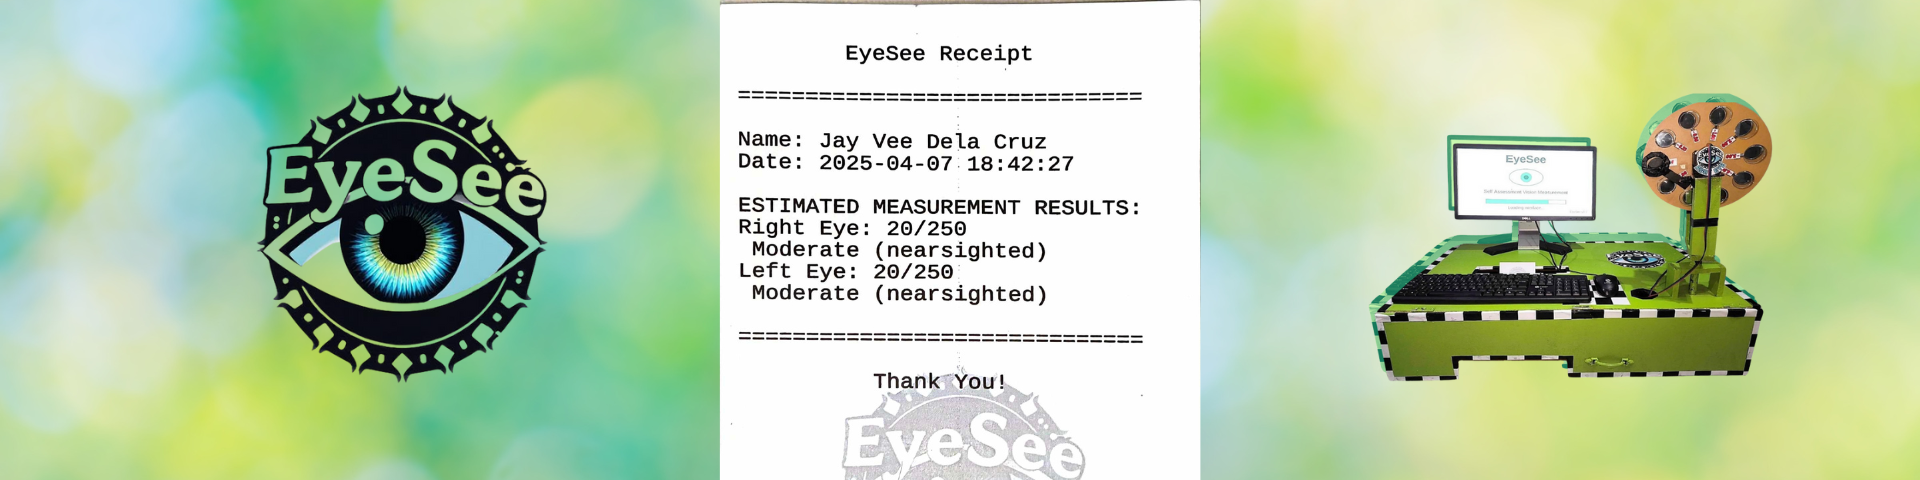 EyeSee
EyeSee Receipt
==============================
Name: Jay Vee Dela Cruz
Date: 2025-04-07 18:42:27
ESTIMATED MEASUREMENT RESULTS:
Right Eye: 20/250
Moderate (nearsighted)
Left Eye: 20/250
Moderate (nearsighted)
==============================
Thank You!
EyeSee
EyeSee
EyeSee